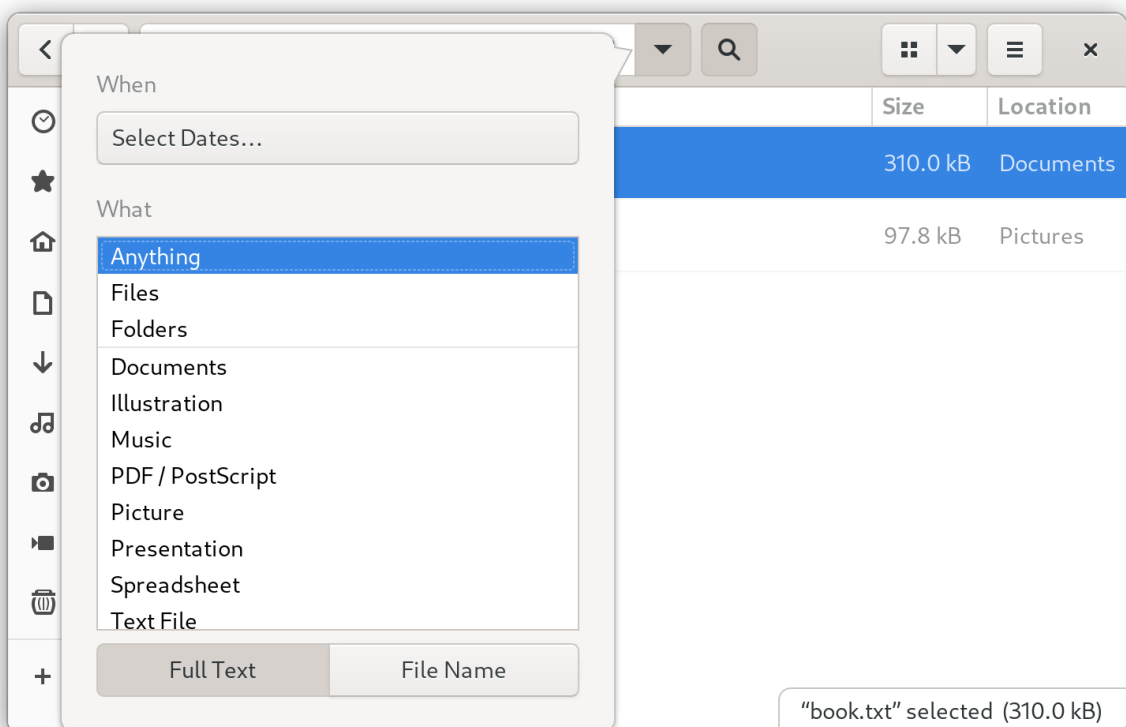 When
Select Dates…
What
Anything
Files
Folders
Documents
Illustration
Music
PDF / PostScript
Picture
Presentation
Spreadsheet
Text File
Full Text File Name
Size Location
310.0 kB Documents
97.8 kB Pictures
“book.txt” selected (310.0 kB)